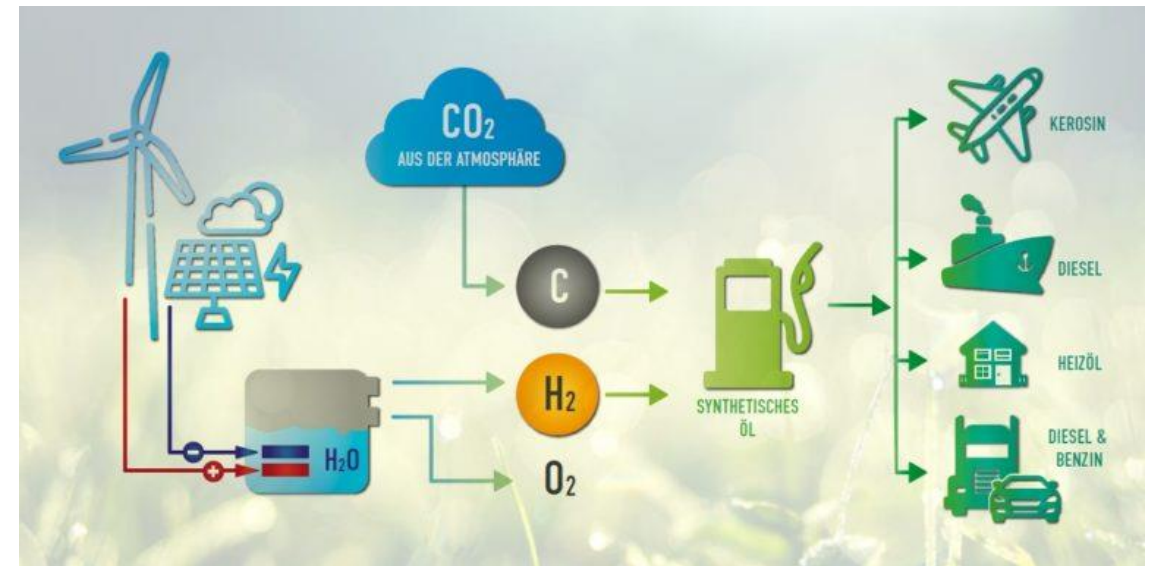 CO₂
AUS DER ATMOSPHÄRE
C
H₂
O₂
H₂O
SYNTHETISCHES
ÖL
KEROSIN
DIESEL
HEIZÖL
DIESEL &
BENZIN